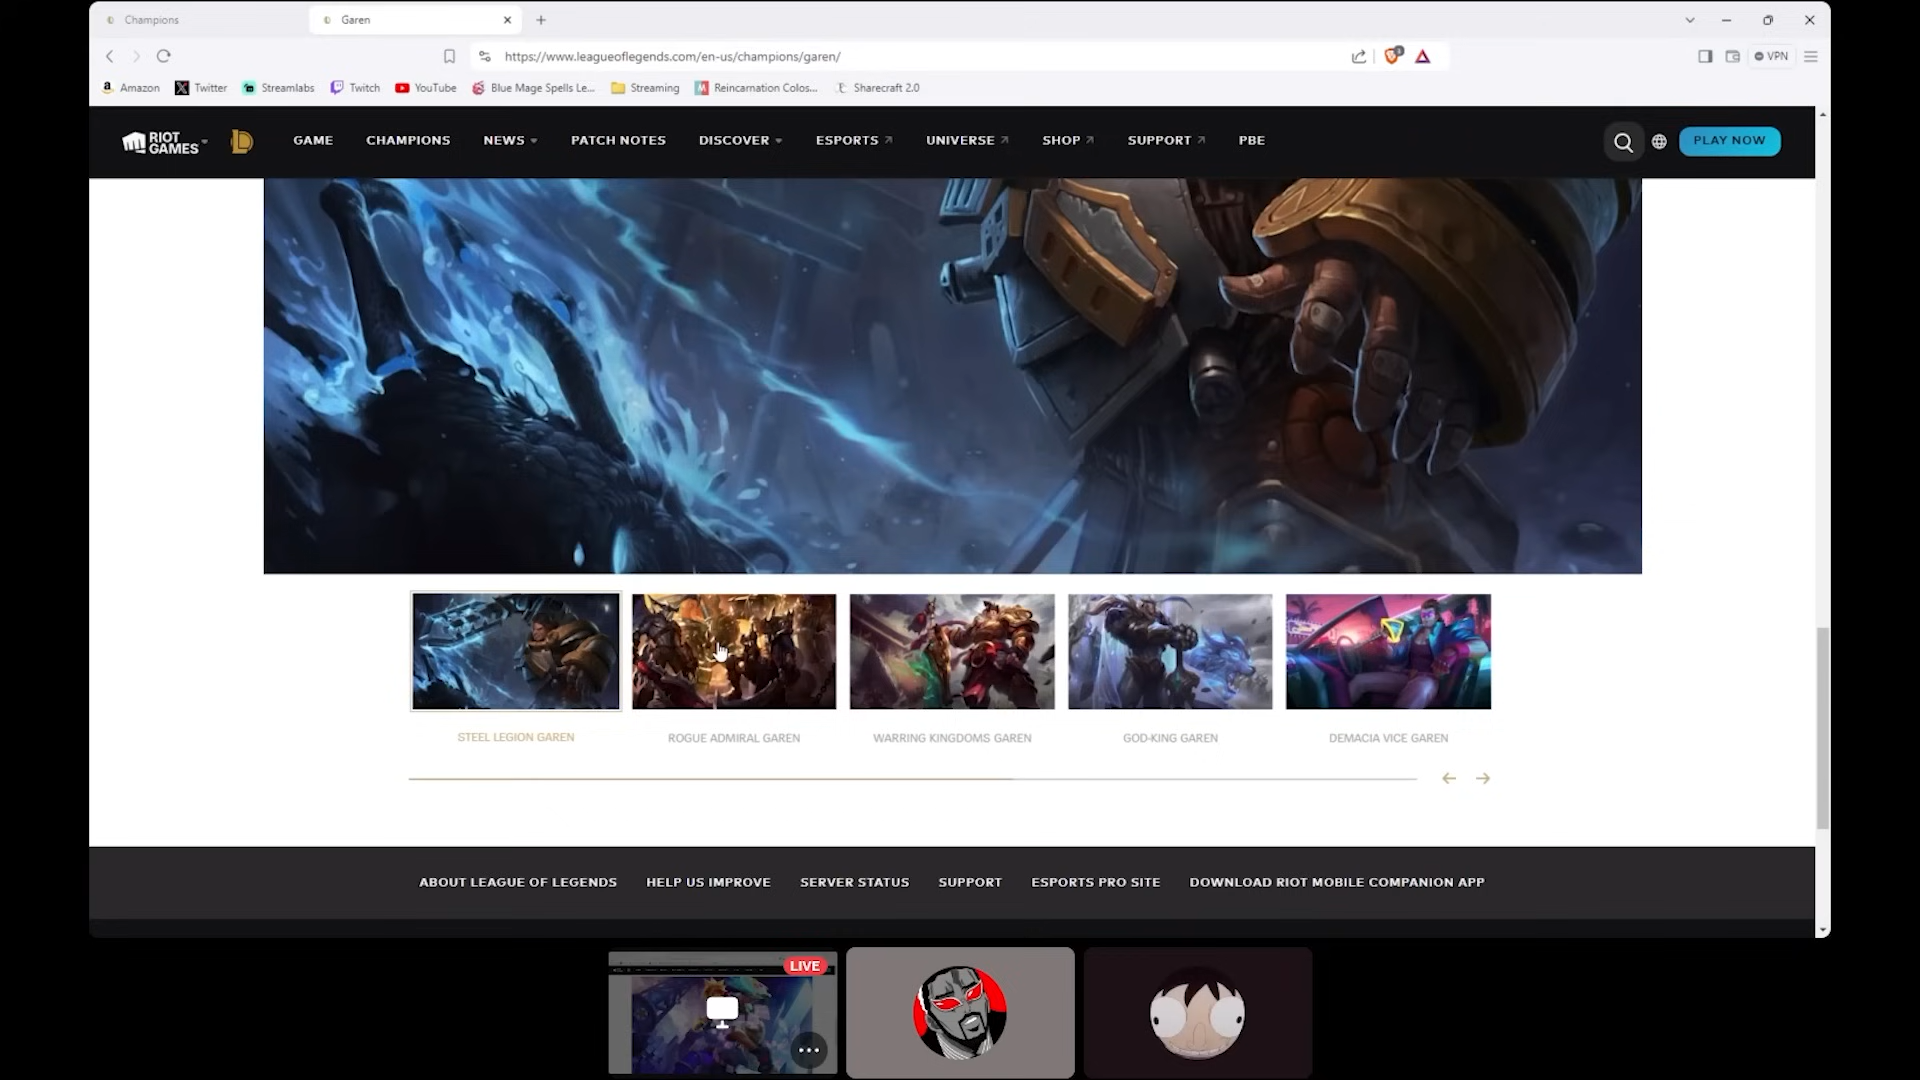 Champions
Garen
https://www.leagueoflegends.com/en-us/champions/garen/
VPN
Amazon Twitter Streamlabs Twitch YouTube Blue Mage Spells Le... Streaming Reincarnation Colos... Sharecraft 2.0
RIOT GAMES GAME CHAMPIONS NEWS PATCH NOTES DISCOVER ESPORTS UNIVERSE SHOP SUPPORT PBE PLAY NOW
STEEL LEGION GAREN ROGUE ADMIRAL GAREN WARRING KINGDOMS GAREN GOD-KING GAREN DEMACIA VICE GAREN
ABOUT LEAGUE OF LEGENDS HELP US IMPROVE SERVER STATUS SUPPORT ESPORTS PRO SITE DOWNLOAD RIOT MOBILE COMPANION APP
LIVE